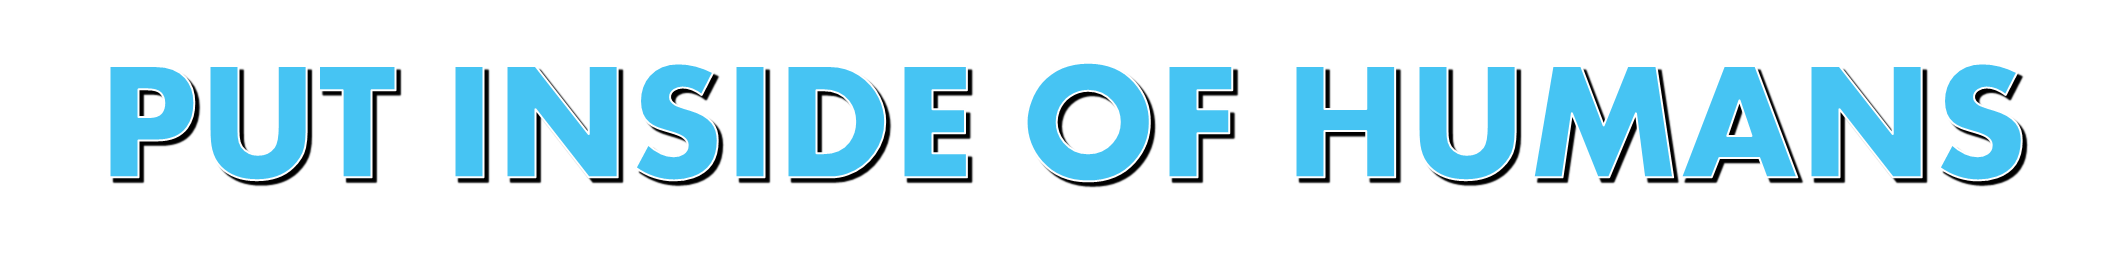 PUT INSIDE OF HUMANS